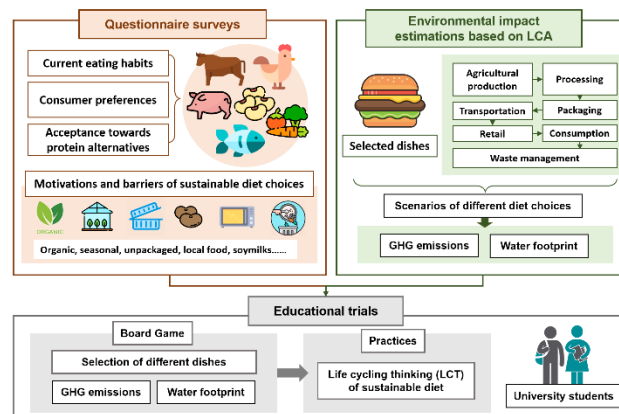 Questionnaire surveys
Current eating habits
Consumer preferences
Acceptance towards
protein alternatives
Motivations and barriers of sustainable diet choices
ORGANIC
Organic, seasonal, unpackaged, local food, soymilks......
Environmental impact
estimations based on LCA
Selected dishes
Agricultural
production
Processing
Transportation
Packaging
Retail
Consumption
Waste management
Scenarios of different diet choices
GHG emissions
Water footprint
Educational trials
Board Game
Selection of different dishes
GHG emissions
Water footprint
Practices
Life cycling thinking (LCT)
of sustainable diet
University students